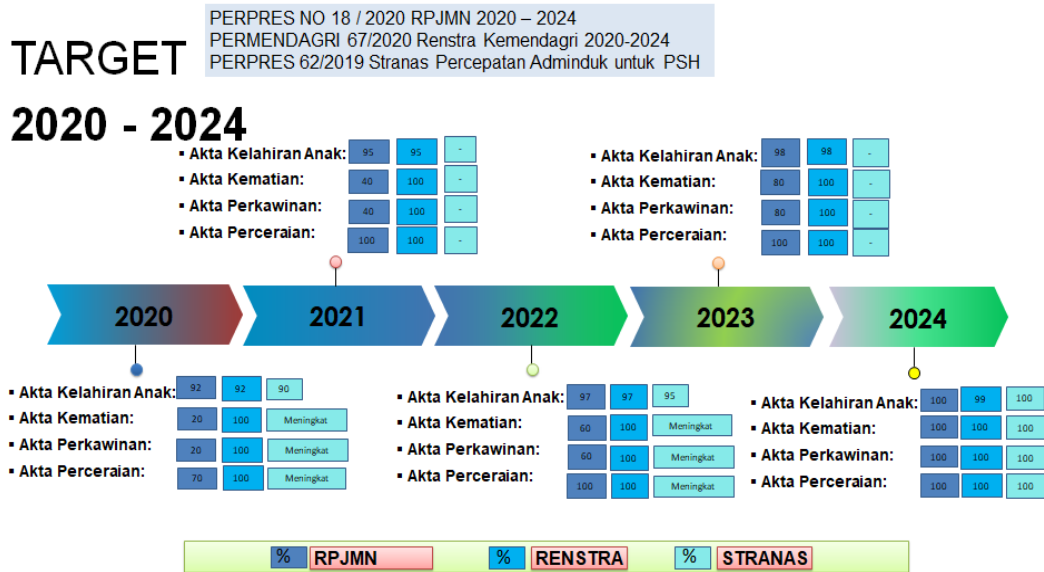 PERPRES NO 18 / 2020 RPJMN 2020 – 2024
PERMENDAGRI 67/2020 Renstra Kemendagri 2020-2024
PERPRES 62/2019 Stranas Percepatan Adminduk untuk PSH
TARGET
2020 - 2024
▪ Akta Kelahiran Anak: 95 95 -
▪ Akta Kematian: 40 100 -
▪ Akta Perkawinan: 40 100 -
▪ Akta Perceraian: 100 100 -
▪ Akta Kelahiran Anak: 98 98 -
▪ Akta Kematian: 80 100 -
▪ Akta Perkawinan: 80 100 -
▪ Akta Perceraian: 100 100 -
2020 2021 2022 2023 2024
▪ Akta Kelahiran Anak: 92 92 90
▪ Akta Kematian: 20 100 Meningkat
▪ Akta Perkawinan: 20 100 Meningkat
▪ Akta Perceraian: 70 100 Meningkat
▪ Akta Kelahiran Anak: 97 97 95
▪ Akta Kematian: 60 100 Meningkat
▪ Akta Perkawinan: 60 100 Meningkat
▪ Akta Perceraian: 100 100 Meningkat
▪ Akta Kelahiran Anak: 100 99 100
▪ Akta Kematian: 100 100 100
▪ Akta Perkawinan: 100 100 100
▪ Akta Perceraian: 100 100 100
% RPJMN % RENSTRA % STRANAS